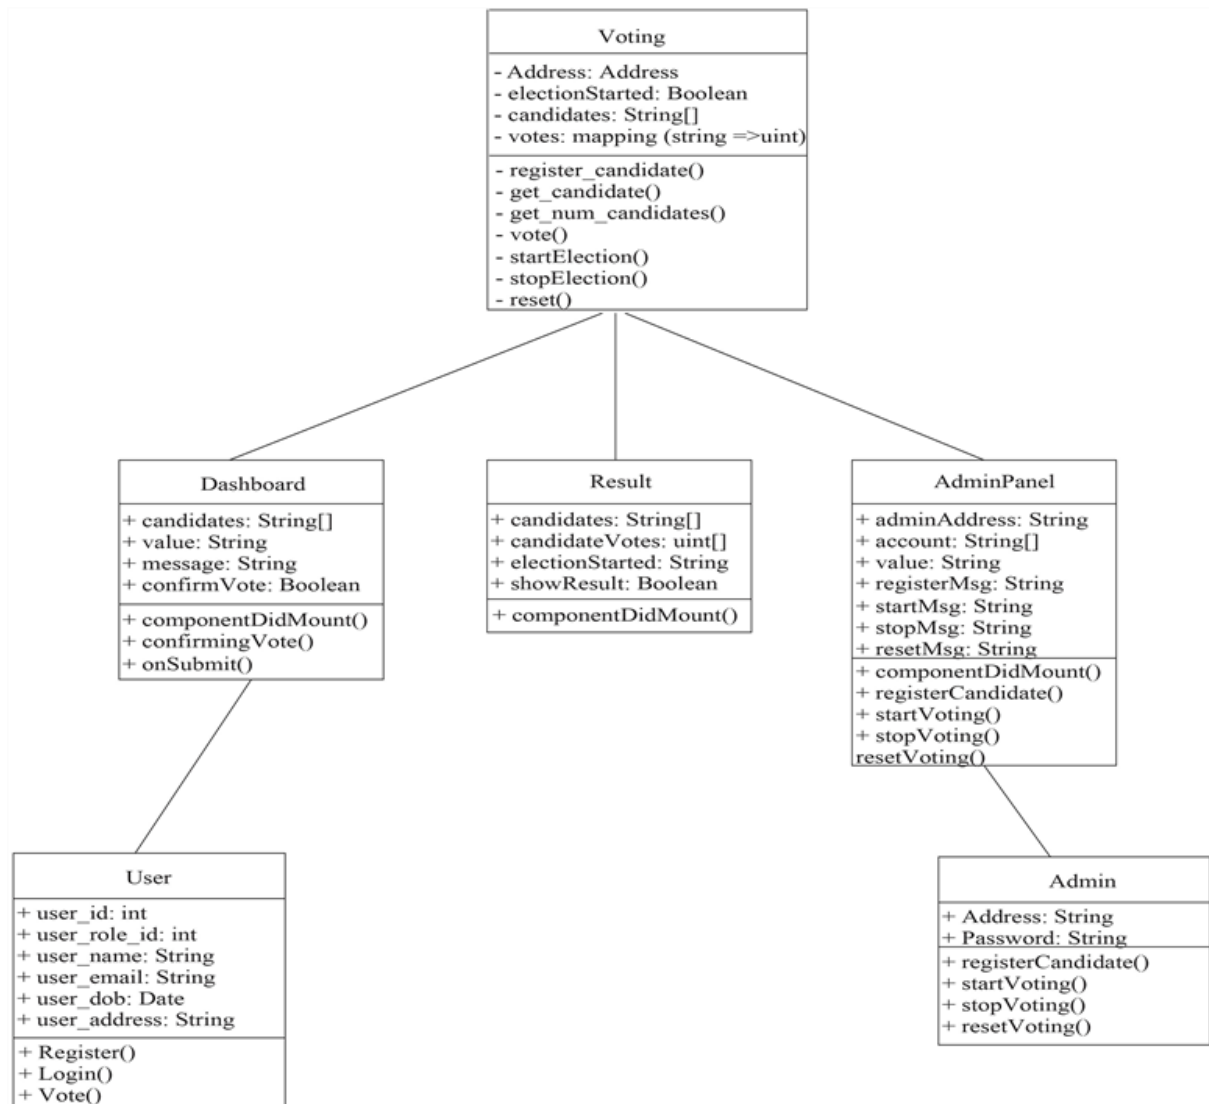 Voting
- Address: Address
- electionStarted: Boolean
- candidates: String[]
- votes: mapping (string =>uint)
- register_candidate()
- get_candidate()
- get_num_candidates()
- vote()
- startElection()
- stopElection()
- reset()
Dashboard
+ candidates: String[]
+ value: String
+ message: String
+ confirmVote: Boolean
+ componentDidMount()
+ confirmingVote()
+ onSubmit()
Result
+ candidates: String[]
+ candidateVotes: uint[]
+ electionStarted: String
+ showResult: Boolean
+ componentDidMount()
AdminPanel
+ adminAddress: String
+ account: String[]
+ value: String
+ registerMsg: String
+ startMsg: String
+ stopMsg: String
+ resetMsg: String
+ componentDidMount()
+ registerCandidate()
+ startVoting()
+ stopVoting()
resetVoting()
User
+ user_id: int
+ user_role_id: int
+ user_name: String
+ user_email: String
+ user_dob: Date
+ user_address: String
+ Register()
+ Login()
+ Vote()
Admin
+ Address: String
+ Password: String
+ registerCandidate()
+ startVoting()
+ stopVoting()
+ resetVoting()